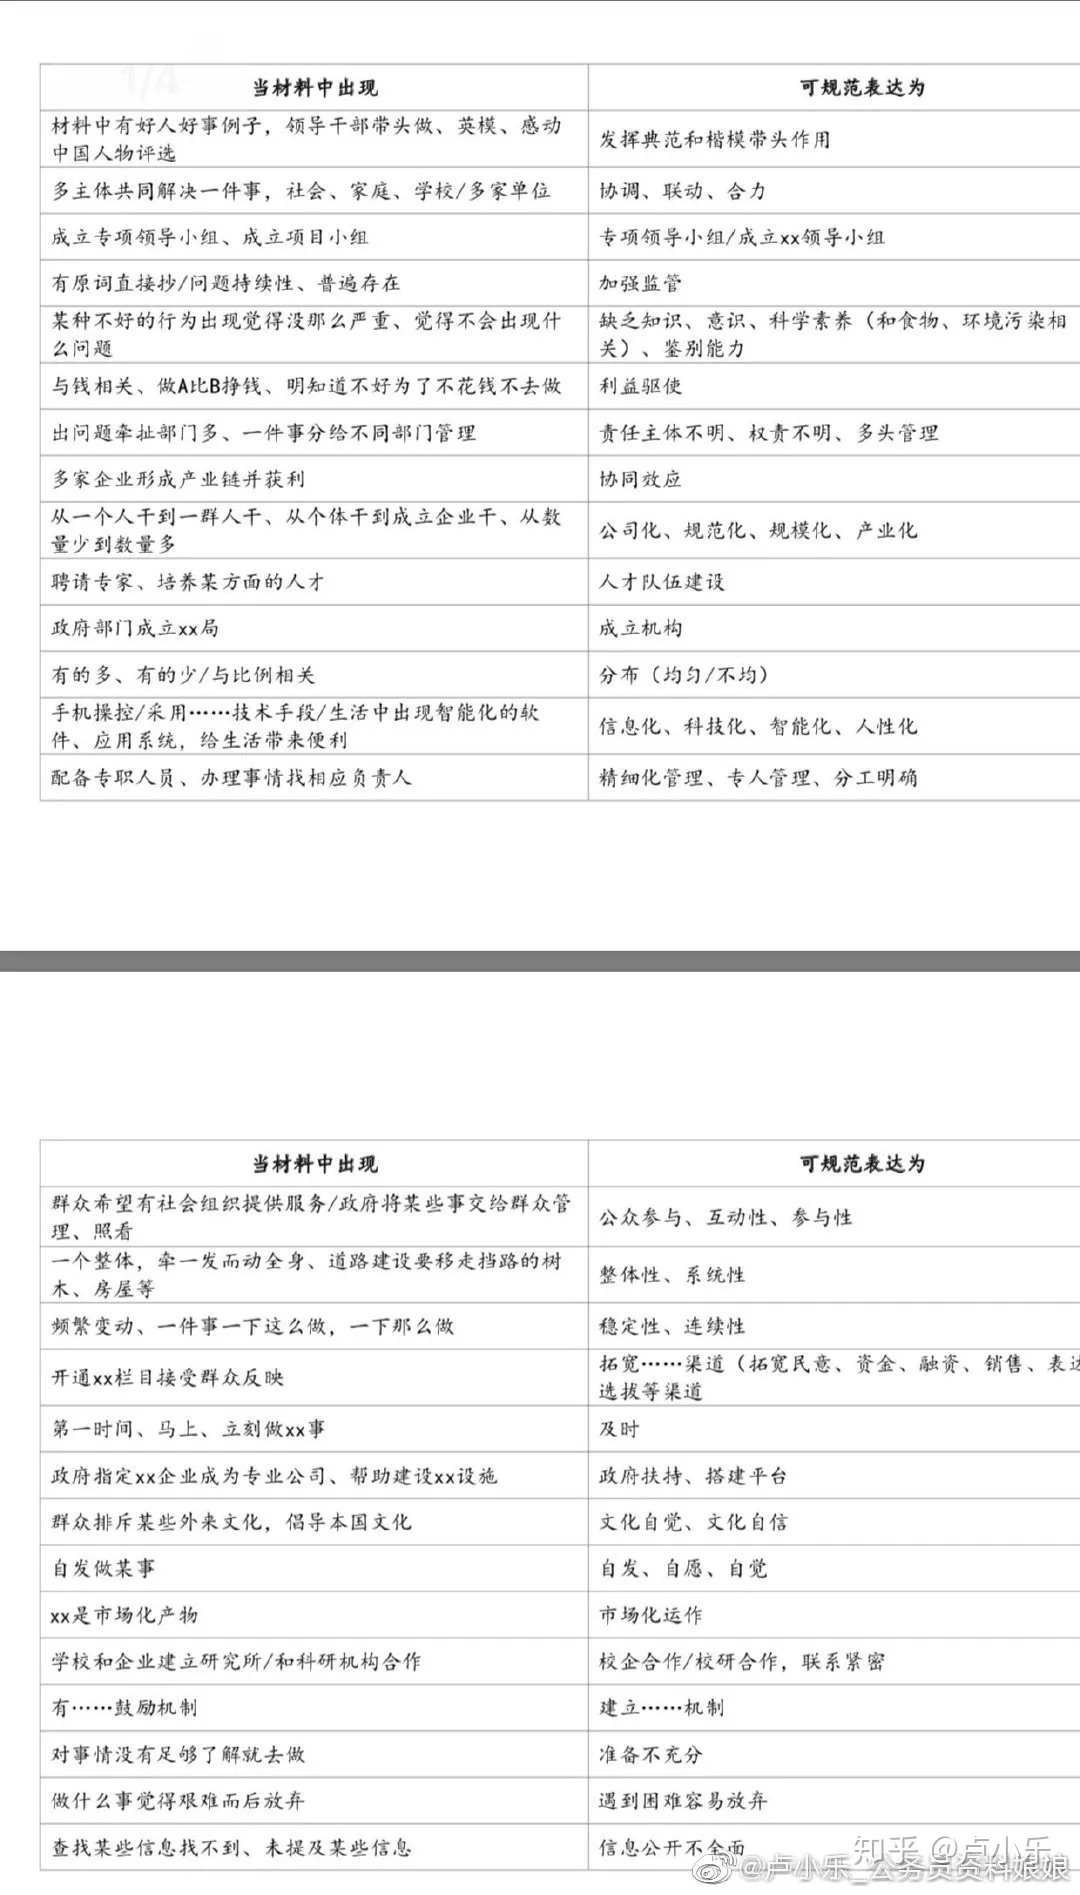 1/4
当材料中出现
可规范表达为
材料中有好人好事例子，领导干部带头做、英模、感动
中国人物评选
发挥典范和楷模带头作用
多主体共同解决一件事，社会、家庭、学校/多家单位
协调、联动、合力
成立专项领导小组、成立项目小组
专项领导小组/成立xx领导小组
有原词直接抄/问题持续性、普遍存在
加强监管
某种不好的行为出现觉得没那么严重、觉得不会出现什
么问题
缺乏知识、意识、科学素养（和食物、环境污染相
关）、鉴别能力
与钱相关、做A比B挣钱、明知道不好为了不花钱不去做
利益驱使
出问题牵扯部门多、一件事分给不同部门管理
责任主体不明、权责不明、多头管理
多家企业形成产业链并获利
协同效应
从一个人干到一群人干、从个体干到成立企业干、从数
量少到数量多
公司化、规范化、规模化、产业化
聘请专家、培养某方面的人才
人才队伍建设
政府部门成立xx局
成立机构
有的多、有的少/与比例相关
分布（均匀/不均）
手机操控/采用……技术手段/生活中出现智能化的软
件、应用系统，给生活带来便利
信息化、科技化、智能化、人性化
配备专职人员、办理事情找相应负责人
精细化管理、专人管理、分工明确
当材料中出现
可规范表达为
群众希望有社会组织提供服务/政府将某些事交给群众管
理、照看
公众参与、互动性、参与性
一个整体，牵一发而动全身、道路建设要移走挡路的树
木、房屋等
整体性、系统性
频繁变动、一件事一下这么做，一下那么做
稳定性、连续性
开通xx栏目接受群众反映
拓宽……渠道（拓宽民意、资金、融资、销售、表达
选拔等渠道
第一时间、马上、立刻做xx事
及时
政府指定xx企业成为专业公司、帮助建设xx设施
政府扶持、搭建平台
群众排斥某些外来文化，倡导本国文化
文化自觉、文化自信
自发做某事
自发、自愿、自觉
xx是市场化产物
市场化运作
学校和企业建立研究所/和科研机构合作
校企合作/校研合作，联系紧密
有……鼓励机制
建立……机制
对事情没有足够了解就去做
准备不充分
做什么事觉得艰难而后放弃
遇到困难容易放弃
查找某些信息找不到、未提及某些信息
信息公开不全面
知乎 @卢小乐
@卢小乐_公务员资料娘娘